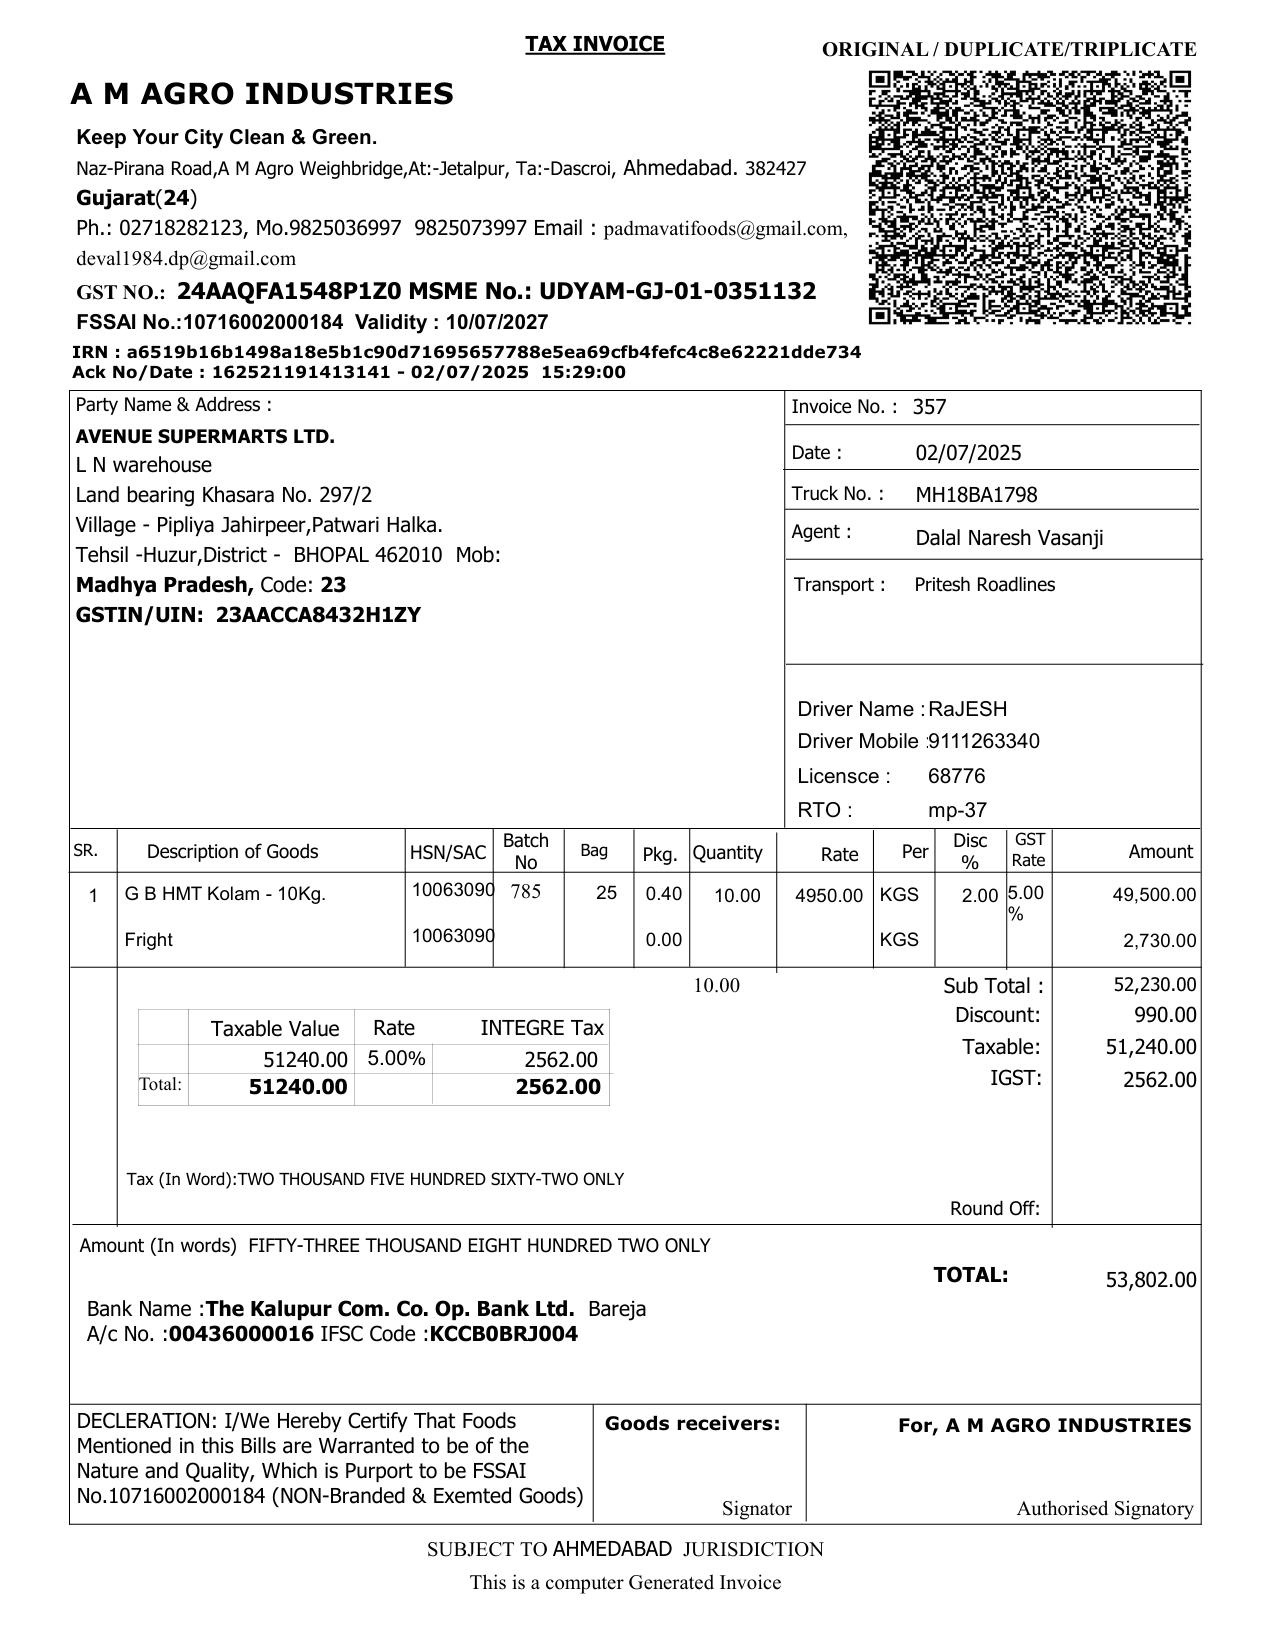 TAX INVOICE
ORIGINAL / DUPLICATE/TRIPLICATE
A M AGRO INDUSTRIES
Keep Your City Clean & Green.
Naz-Pirana Road,A M Agro Weighbridge,At:-Jetalpur, Ta:-Dascroi, Ahmedabad. 382427
Gujarat(24)
Ph.: 02718282123, Mo.9825036997 9825073997 Email : padmavatifoods@gmail.com,
deval1984.dp@gmail.com
GST NO.: 24AAQFA1548P1Z0 MSME No.: UDYAM-GJ-01-0351132
FSSAI No.:10716002000184 Validity : 10/07/2027
IRN : a6519b16b1498a18e5b1c90d71695657788e5ea69cfb4fefc4c8e62221dde734
Ack No/Date : 162521191413141 - 02/07/2025 15:29:00
Party Name & Address :
AVENUE SUPERMARTS LTD.
L N warehouse
Land bearing Khasara No. 297/2
Village - Pipliya Jahirpeer,Patwari Halka.
Tehsil -Huzur,District - BHOPAL 462010 Mob:
Madhya Pradesh, Code: 23
GSTIN/UIN: 23AACCA8432H1ZY
Invoice No. : 357
Date : 02/07/2025
Truck No. : MH18BA1798
Agent : Dalal Naresh Vasanji
Transport : Pritesh Roadlines
Driver Name : RaJESH
Driver Mobile :9111263340
Licensce : 68776
RTO : mp-37
SR. Description of Goods HSN/SAC Batch No Bag Pkg. Quantity Rate Per Disc % GST Rate Amount
1 G B HMT Kolam - 10Kg. 10063090 785 25 0.40 10.00 4950.00 KGS 2.00 5.00 % 49,500.00
Fright 10063090 0.00 KGS 2,730.00
10.00 Sub Total : 52,230.00
Discount: 990.00
Taxable: 51,240.00
IGST: 2562.00
Taxable Value Rate INTEGRE Tax
51240.00 5.00% 2562.00
Total: 51240.00 2562.00
Tax (In Word):TWO THOUSAND FIVE HUNDRED SIXTY-TWO ONLY
Round Off:
Amount (In words) FIFTY-THREE THOUSAND EIGHT HUNDRED TWO ONLY
TOTAL: 53,802.00
Bank Name :The Kalupur Com. Co. Op. Bank Ltd. Bareja
A/c No. :00436000016 IFSC Code :KCCB0BRJ004
DECLERATION: I/We Hereby Certify That Foods
Mentioned in this Bills are Warranted to be of the
Nature and Quality, Which is Purport to be FSSAI
No.10716002000184 (NON-Branded & Exemted Goods)
Goods receivers:
Signator
For, A M AGRO INDUSTRIES
Authorised Signatory
SUBJECT TO AHMEDABAD JURISDICTION
This is a computer Generated Invoice